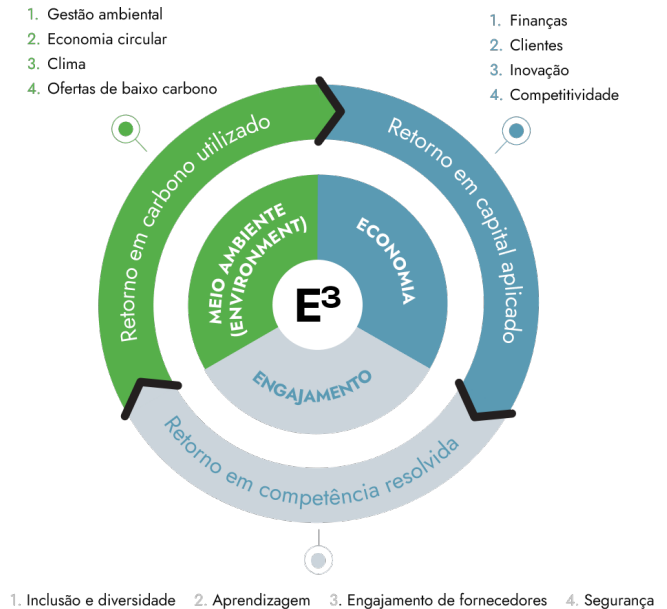 1. Gestão ambiental
2. Economia circular
3. Clima
4. Ofertas de baixo carbono
1. Finanças
2. Clientes
3. Inovação
4. Competitividade
Retorno em carbono utilizado
Retorno em capital aplicado
MEIO AMBIENTE
(ENVIRONMENT)
ECONOMIA
E³
ENGAJAMENTO
Retorno em competência resolvida
1. Inclusão e diversidade 2. Aprendizagem 3. Engajamento de fornecedores 4. Segurança